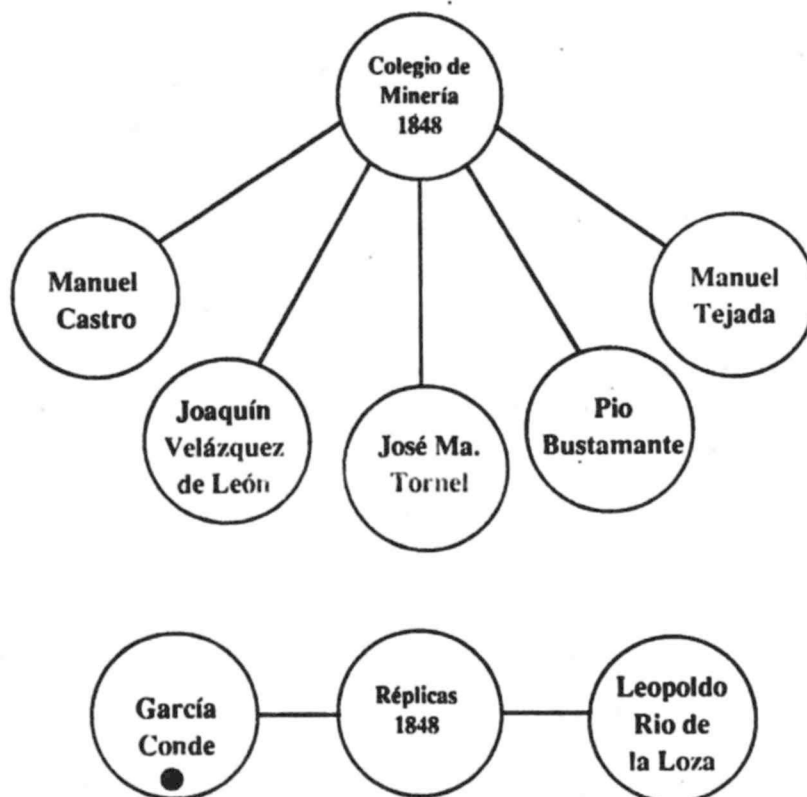 Colegio de
Minería
1848
Manuel
Castro
Manuel
Tejada
Joaquín
Velázquez
de León
José Ma.
Tornel
Pio
Bustamante
García
Conde
Réplicas
1848
Leopoldo
Rio de
la Loza